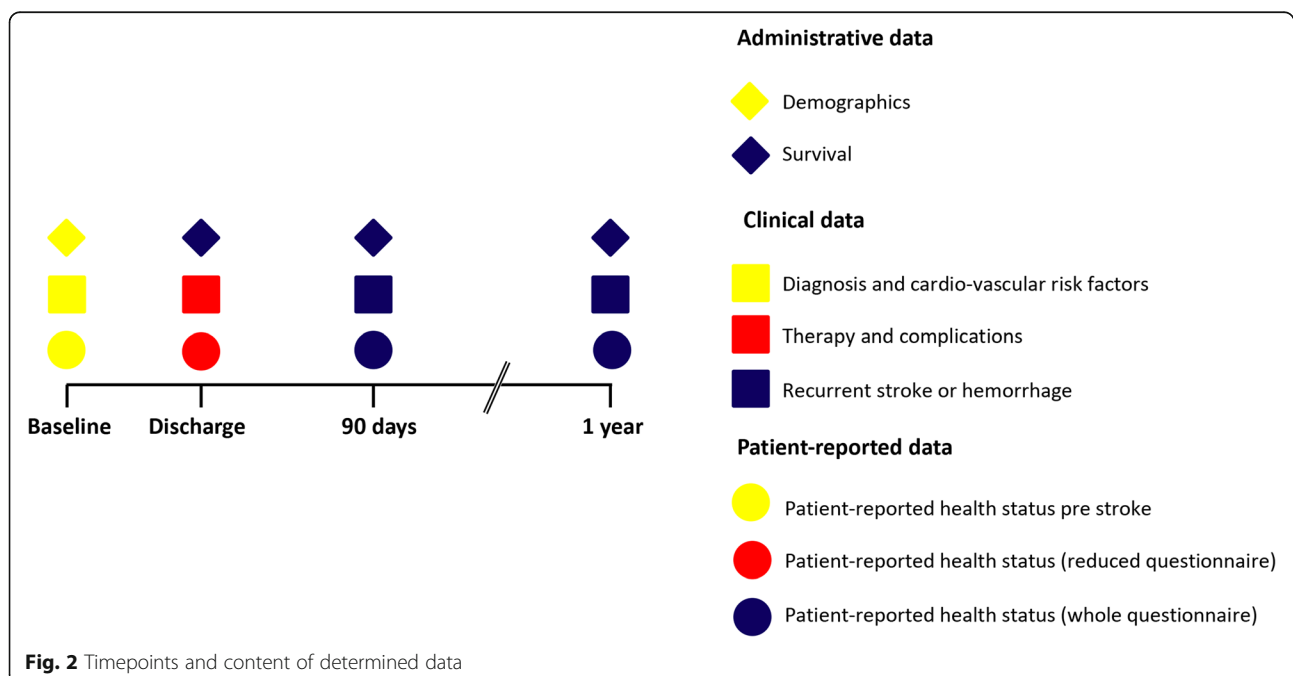 Administrative data
Demographics
Survival
Clinical data
Diagnosis and cardio-vascular risk factors
Therapy and complications
Recurrent stroke or hemorrhage
Patient-reported data
Patient-reported health status pre stroke
Patient-reported health status (reduced questionnaire)
Patient-reported health status (whole questionnaire)
Baseline Discharge 90 days 1 year
Fig. 2 Timepoints and content of determined data